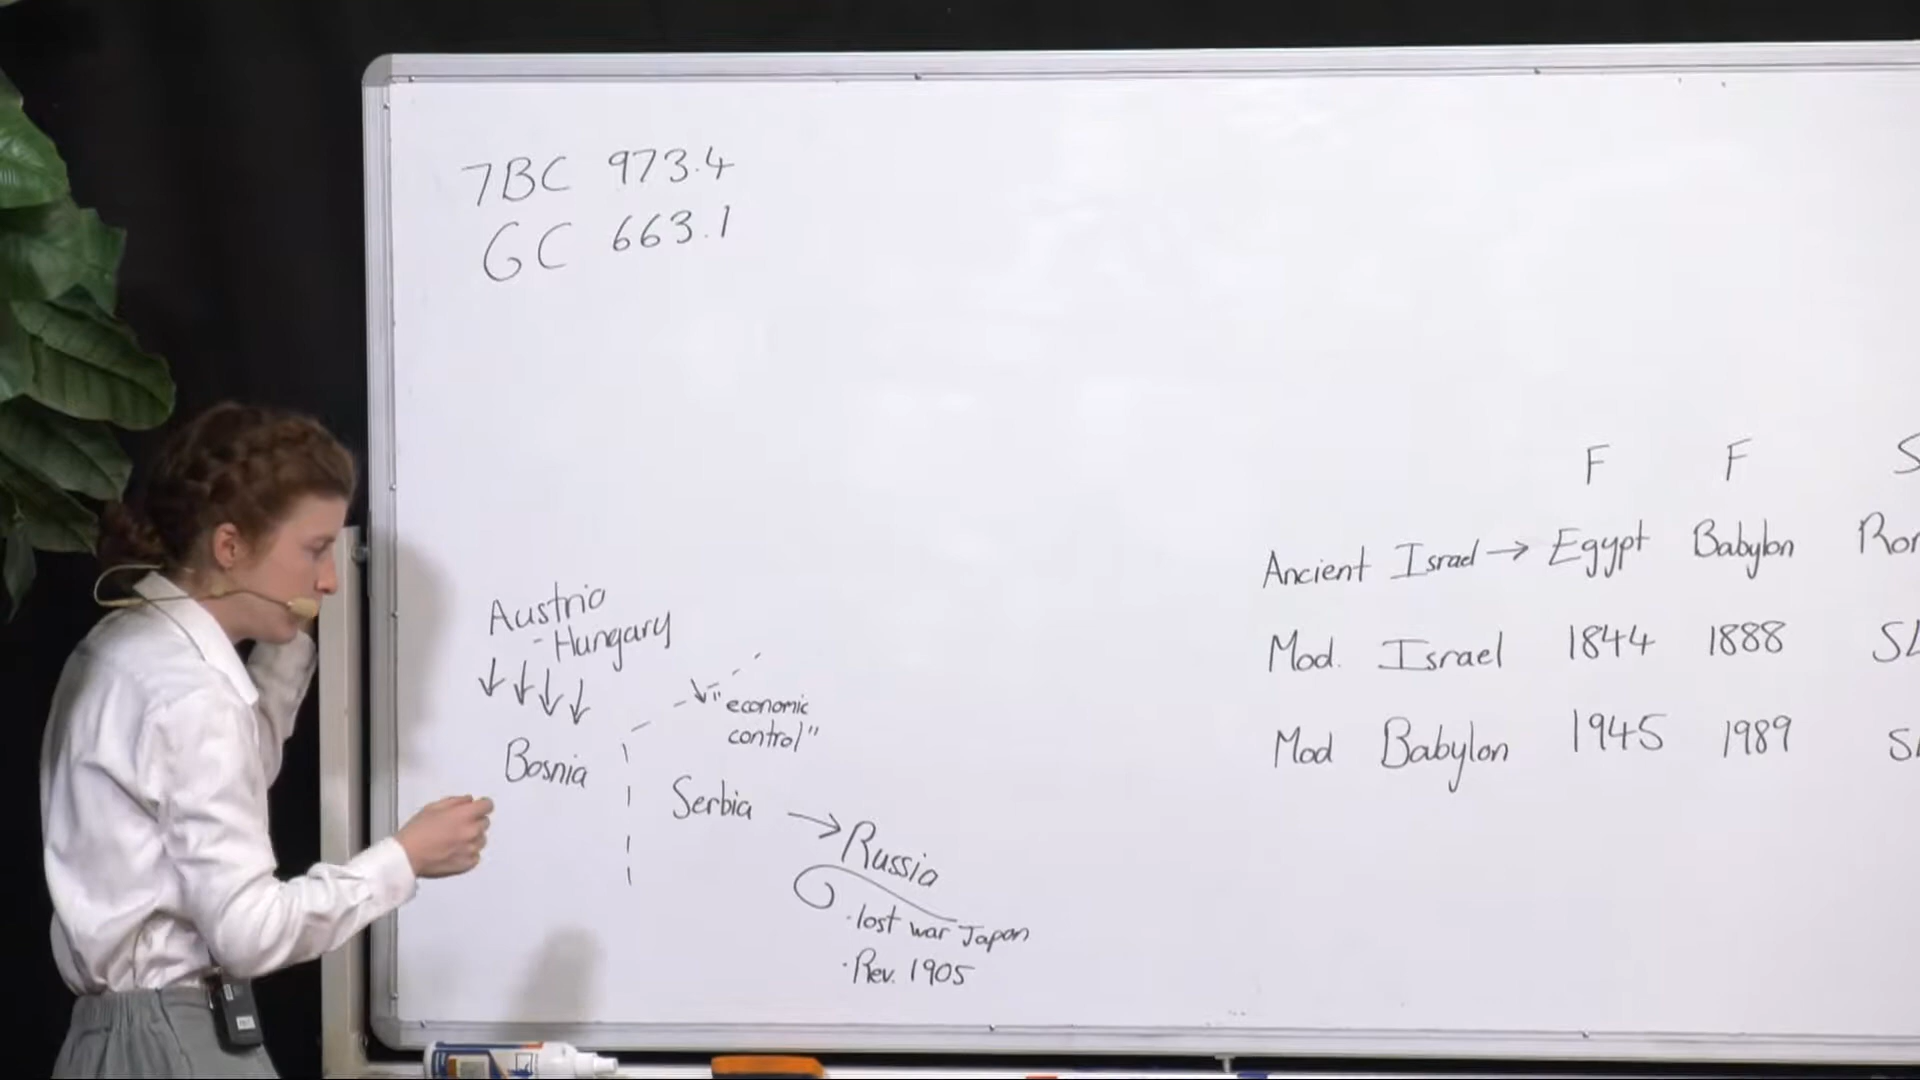 7BC 973.4
GC 663.1
Austria
-Hungary
"economic
control"
Bosnia
Serbia → Russia
· lost war Japan
· Rev. 1905
F F S
Ancient Israel → Egypt Babylon Ro
Mod. Israel 1844 1888 SL
Mod Babylon 1945 1989 S